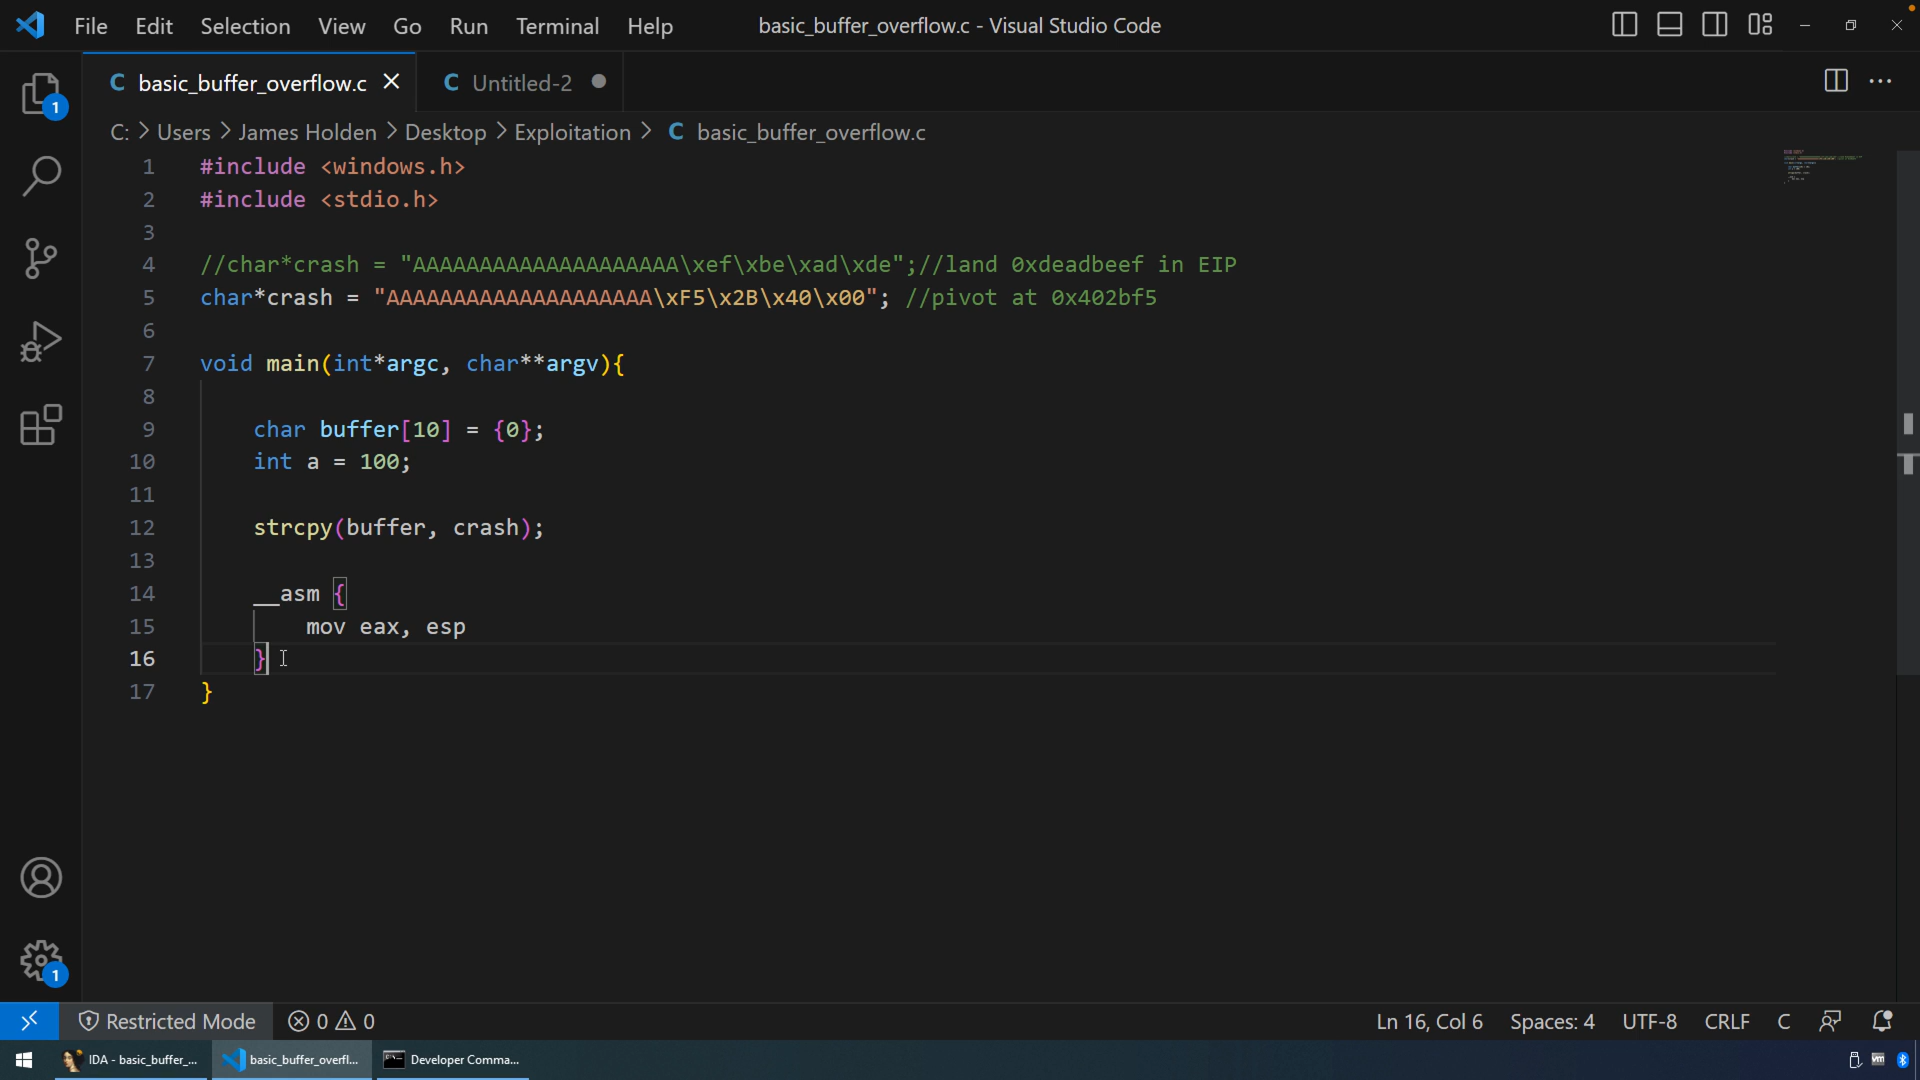 File Edit Selection View Go Run Terminal Help basic_buffer_overflow.c - Visual Studio Code
C basic_buffer_overflow.c C Untitled-2
C: > Users > James Holden > Desktop > Exploitation > C basic_buffer_overflow.c
1 #include <windows.h>
2 #include <stdio.h>
3
4 //char*crash = "AAAAAAAAAAAAAAAAAAAA\xef\xbe\xad\xde";//land 0xdeadbeef in EIP
5 char*crash = "AAAAAAAAAAAAAAAAAAAA\xF5\x2B\x40\x00"; //pivot at 0x402bf5
6
7 void main(int*argc, char**argv){
8
9 char buffer[10] = {0};
10 int a = 100;
11
12 strcpy(buffer, crash);
13
14 __asm {
15 mov eax, esp
16 }
17 }
1
1
Restricted Mode 0 0 Ln 16, Col 6 Spaces: 4 UTF-8 CRLF C
IDA - basic_buffer_... basic_buffer_overfl... Developer Comma... vm